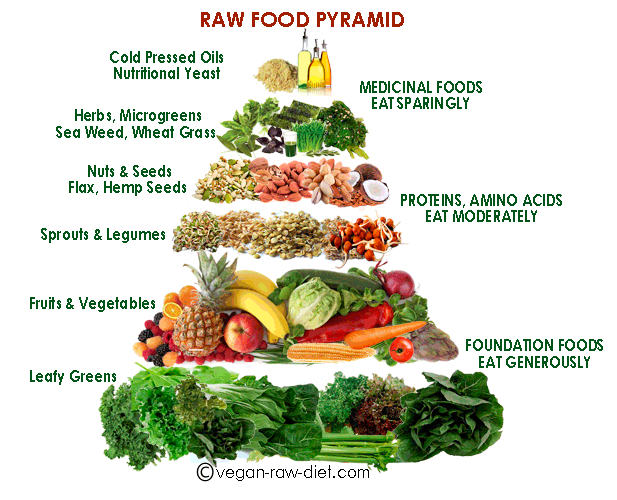 RAW FOOD PYRAMID
Cold Pressed Oils
Nutritional Yeast
MEDICINAL FOODS
EAT SPARINGLY
Herbs, Microgreens
Sea Weed, Wheat Grass
Nuts & Seeds
Flax, Hemp Seeds
PROTEINS, AMINO ACIDS
EAT MODERATELY
Sprouts & Legumes
Fruits & Vegetables
FOUNDATION FOODS
EAT GENEROUSLY
Leafy Greens
©vegan-raw-diet.com